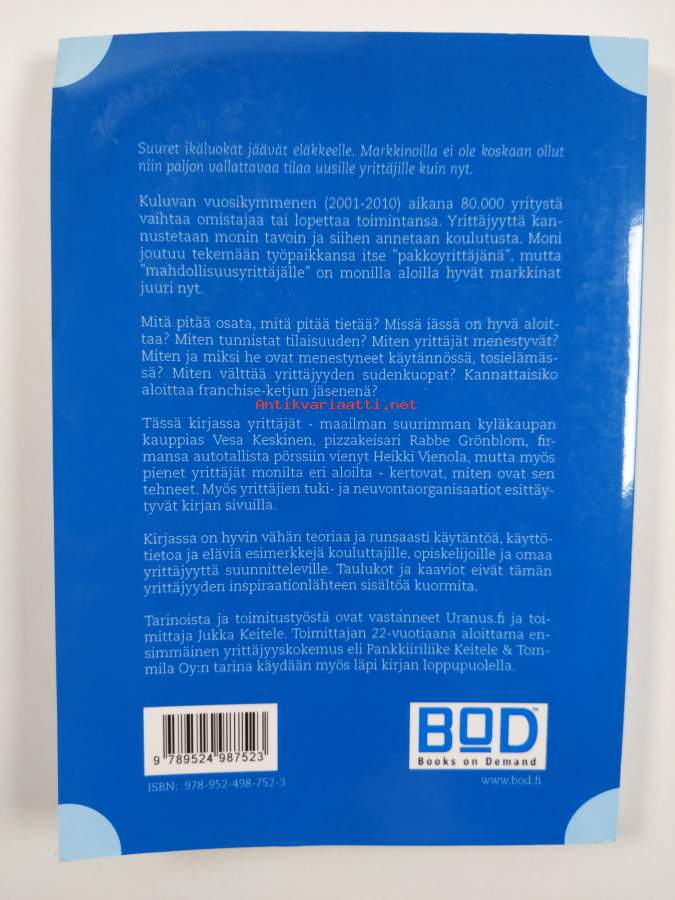 Suuret ikäluokat jäävät eläkkeelle. Markkinoilla ei ole koskaan ollut
niin paljon vallattavaa tilaa uusille yrittäjille kuin nyt.
Kuluvan vuosikymmenen (2001-2010) aikana 80.000 yritystä
vaihtaa omistajaa tai lopettaa toimintansa. Yrittäjyyttä kan-
nustetaan monin tavoin ja siihen annetaan koulutusta. Moni
joutuu tekemään työpaikkansa itse "pakkoyrittäjänä", mutta
"mahdollisuusyrittäjälle" on monilla aloilla hyvät markkinat
juuri nyt.
Mitä pitää osata, mitä pitää tietää? Missä iässä on hyvä aloit-
taa? Miten tunnistat tilaisuuden? Miten yrittäjät menestyvät?
Miten ja miksi he ovat menestyneet käytännössä, tosielämäs-
sä? Miten välttää yrittäjyyden sudenkuopat? Kannattaisiko
aloittaa franchise-ketjun jäsenenä?
Antikvariaatti.net
Tässä kirjassa yrittäjät - maailman suurimman kyläkaupan
kauppias Vesa Keskinen, pizzakeisari Rabbe Grönblom, fir-
mansa autotallista pörssiin vienyt Heikki Vienola, mutta myös
pienet yrittäjät monilta eri aloilta - kertovat, miten ovat sen
tehneet. Myös yrittäjien tuki- ja neuvontaorganisaatiot esittäy-
tyvät kirjan sivuilla.
Kirjassa on hyvin vähän teoriaa ja runsaasti käytäntöä, käyttö-
tietoa ja eläviä esimerkkejä kouluttajille, opiskelijoille ja omaa
yrittäjyyttä suunnitteleville. Taulukot ja kaaviot eivät tämän
yrittäjyyden inspiraationlähteen sisältöä kuormita.
Tarinoista ja toimitustyöstä ovat vastanneet Uranus.fi ja toi-
mittaja Jukka Keitele. Toimittajan 22-vuotiaana aloittama en-
simmäinen yrittäjyyskokemus eli Pankkiiriliike Keitele & Tom-
mila Oy:n tarina käydään myös läpi kirjan loppupuolella.
9 789524 987523
ISBN: 978-952-498-752-3
BOD™
Books on Demand
www.bod.fi